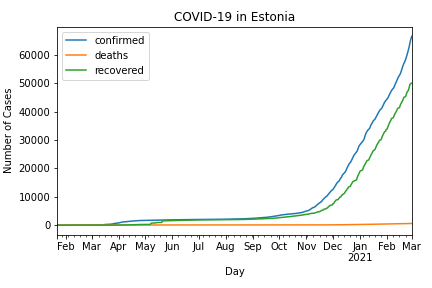 COVID-19 in Estonia
confirmed
deaths
recovered
Number of Cases
60000
50000
40000
30000
20000
10000
0
Feb Mar Apr May Jun Jul Aug Sep Oct Nov Dec Jan Feb Mar
2021
Day